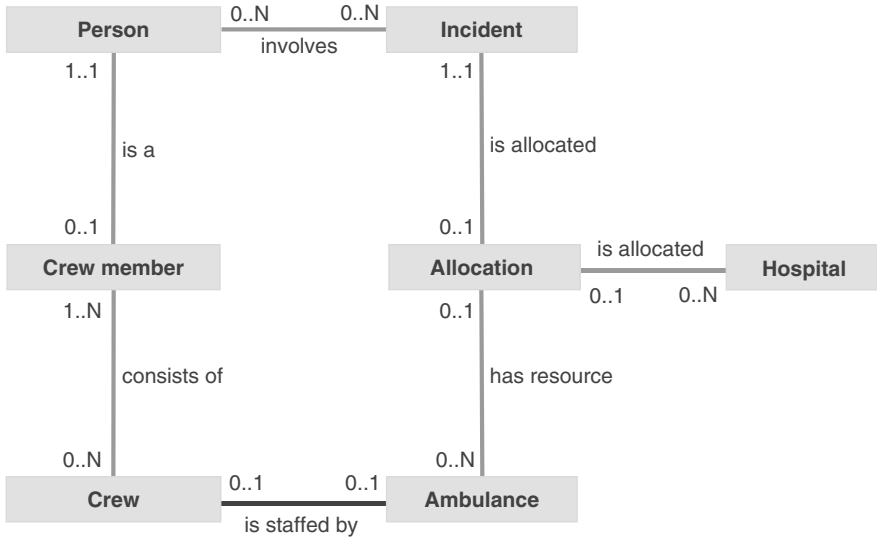 Person
0..N
0..N
Incident
involves
1..1
1..1
is a
is allocated
0..1
0..1
Crew member
Allocation
is allocated
Hospital
0..1
0..N
1..N
0..1
consists of
has resource
0..N
0..N
Crew
0..1
0..1
Ambulance
is staffed by